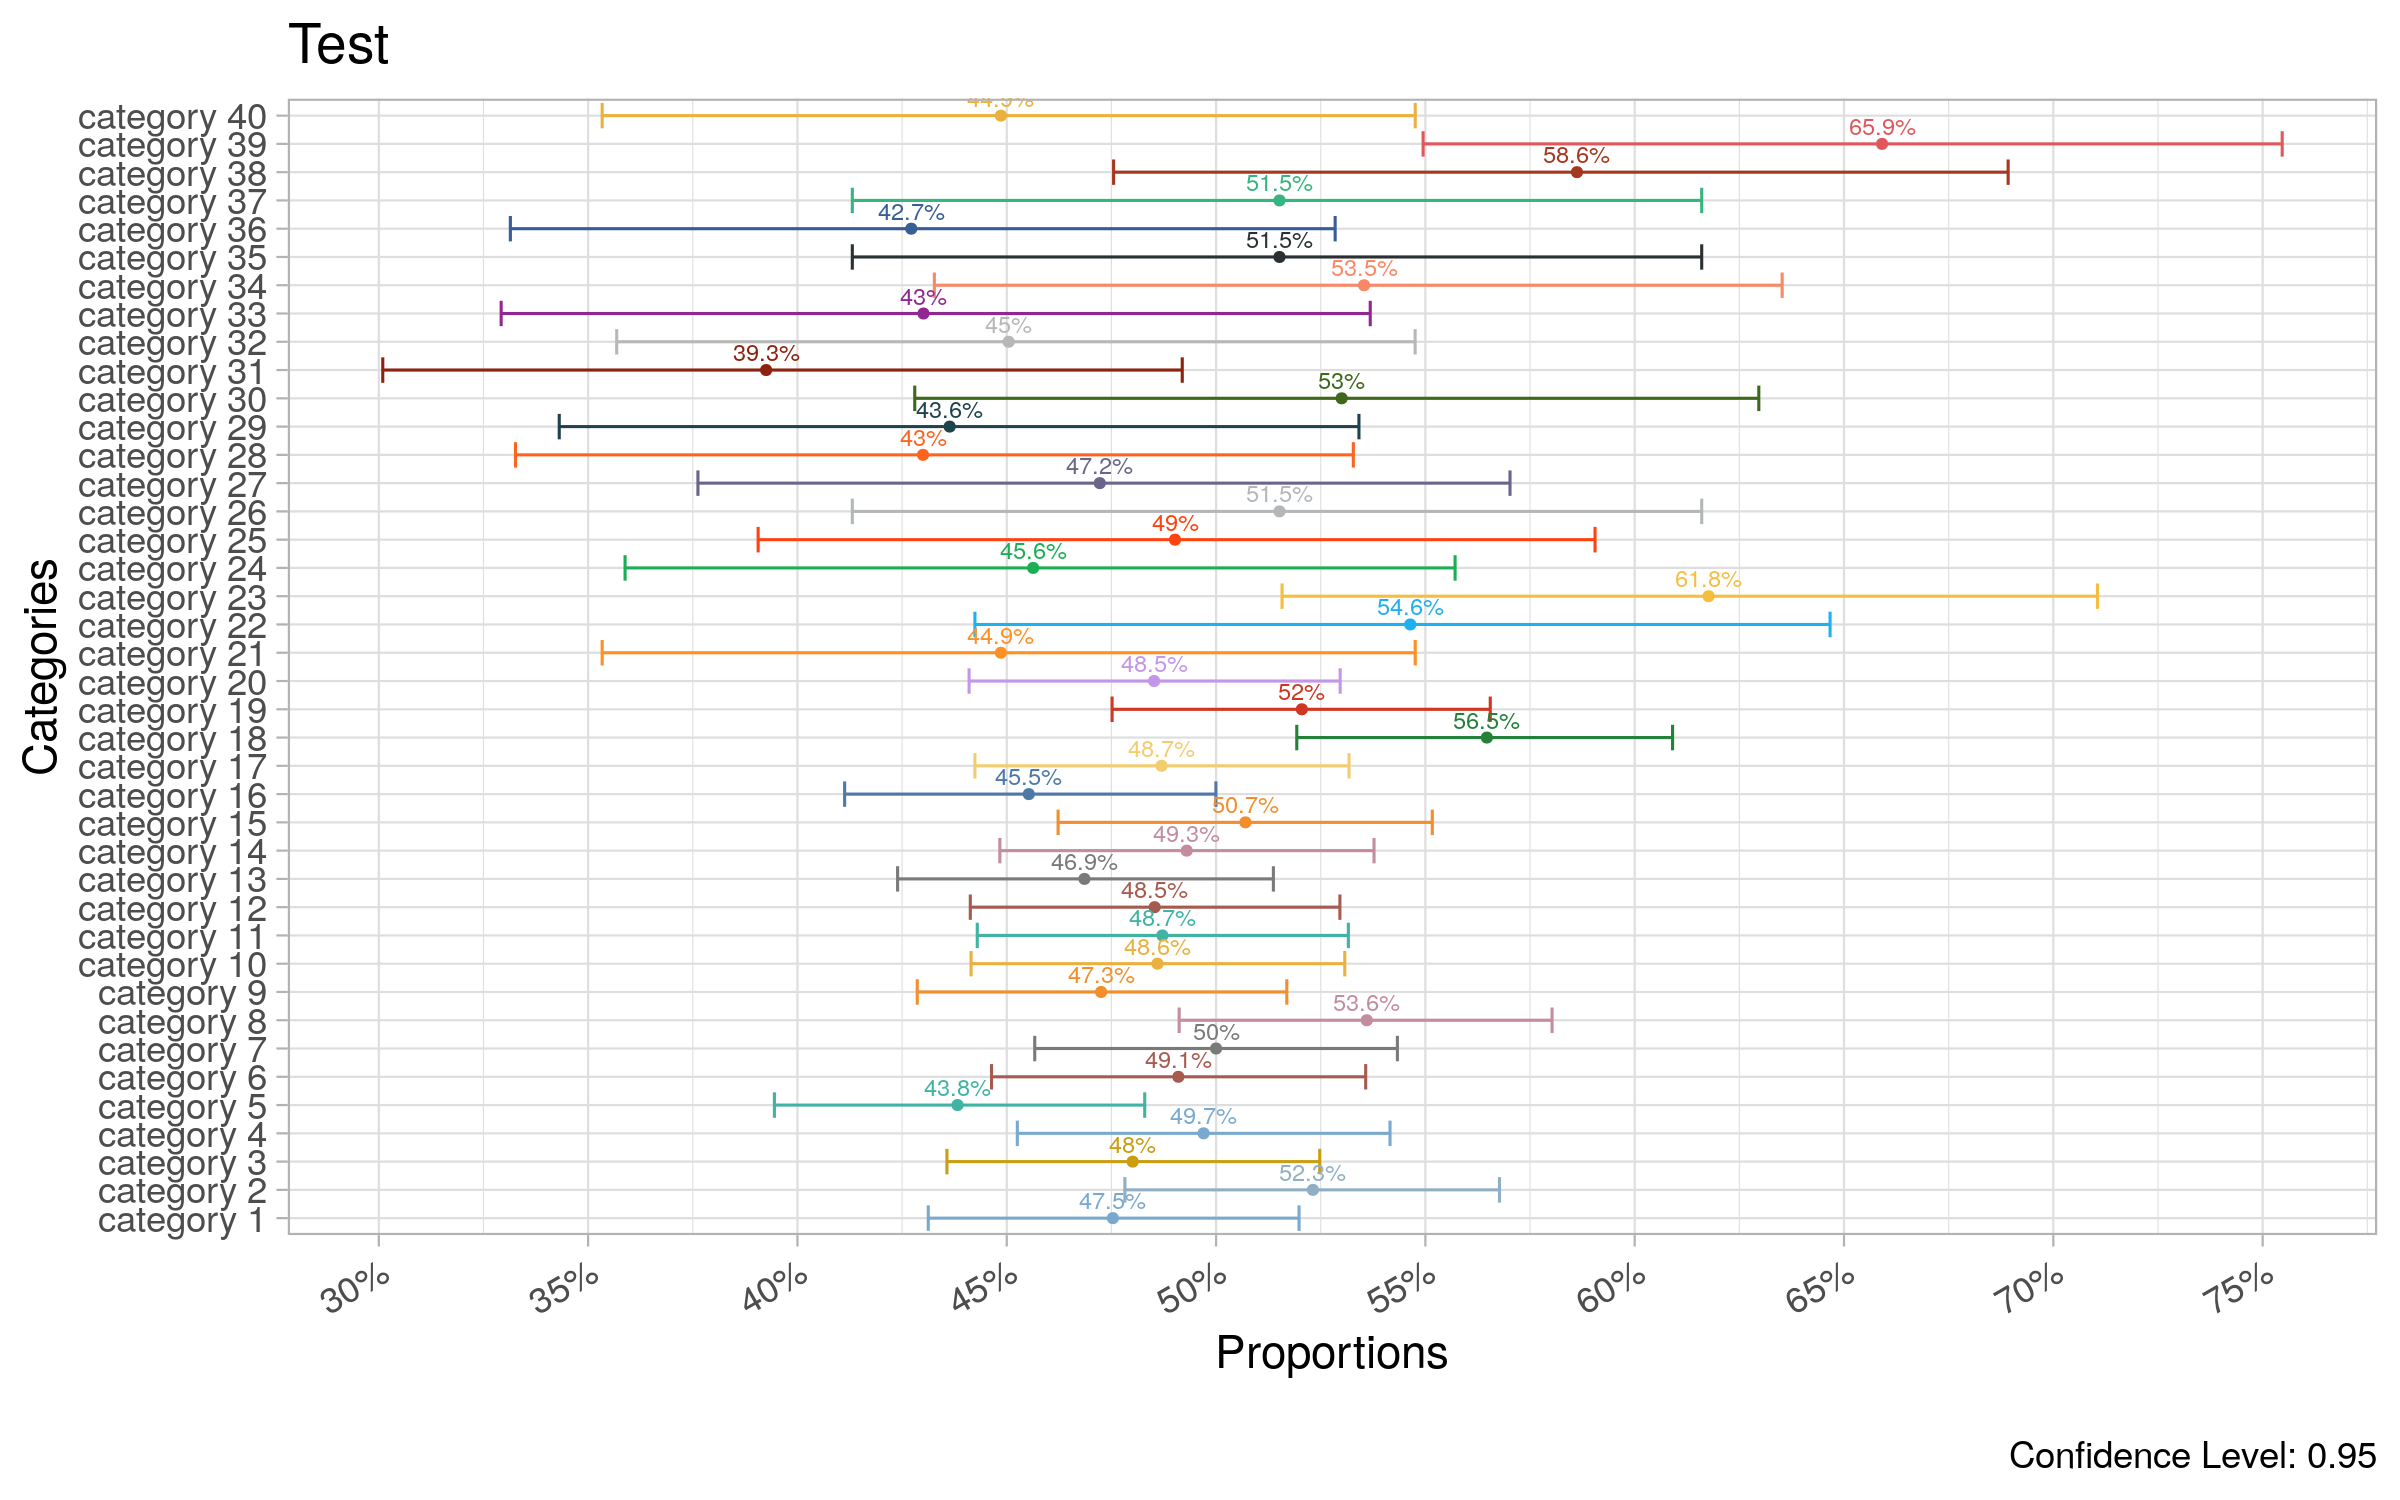 Test
Categories
category 40
44.9%
category 39
65.9%
category 38
58.6%
category 37
51.5%
category 36
42.7%
category 35
51.5%
category 34
53.5%
category 33
43%
category 32
45%
category 31
39.3%
category 30
53%
category 29
43.6%
category 28
43%
category 27
47.2%
category 26
51.5%
category 25
49%
category 24
45.6%
category 23
61.8%
category 22
54.6%
category 21
44.9%
category 20
48.5%
category 19
52%
category 18
56.5%
category 17
48.7%
category 16
45.5%
category 15
50.7%
category 14
49.3%
category 13
46.9%
category 12
48.5%
category 11
48.7%
category 10
48.6%
category 9
47.3%
category 8
53.6%
category 7
50%
category 6
49.1%
category 5
43.8%
category 4
49.7%
category 3
48%
category 2
52.3%
category 1
47.5%
30% 35% 40% 45% 50% 55% 60% 65% 70% 75%
Proportions
Confidence Level: 0.95